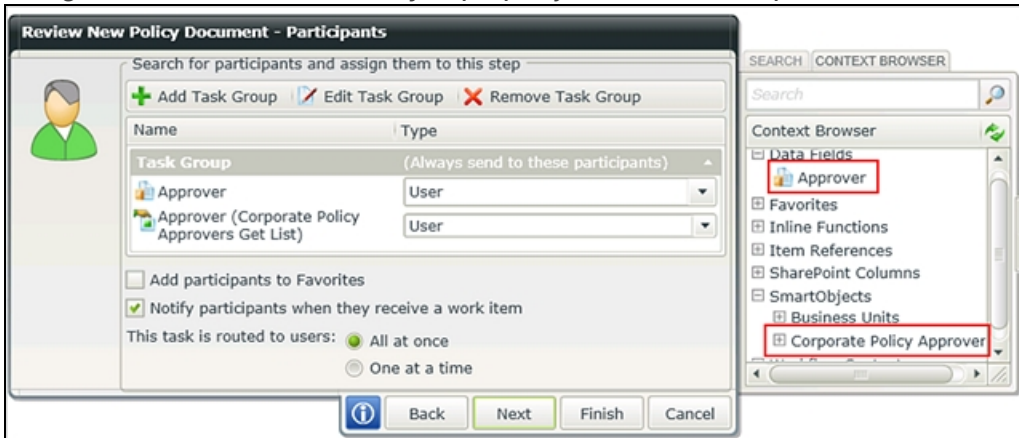 Review New Policy Document - Participants
Search for participants and assign them to this step
Add Task Group Edit Task Group Remove Task Group
Name Type
Task Group (Always send to these participants)
Approver User
Approver (Corporate Policy
Approvers Get List) User
Add participants to Favorites
Notify participants when they receive a work item
This task is routed to users: All at once
One at a time
Back Next Finish Cancel
SEARCH CONTEXT BROWSER
Search
Context Browser
Data Fields
Approver
Favorites
Inline Functions
Item References
SharePoint Columns
SmartObjects
Business Units
Corporate Policy Approver